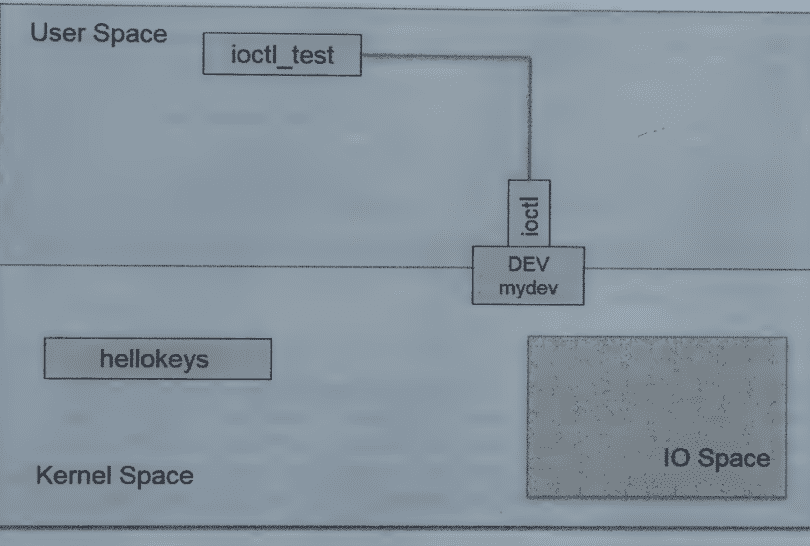 User Space
ioctl_test
ioctl
DEV
mydev
hellokeys
IO Space
Kernel Space